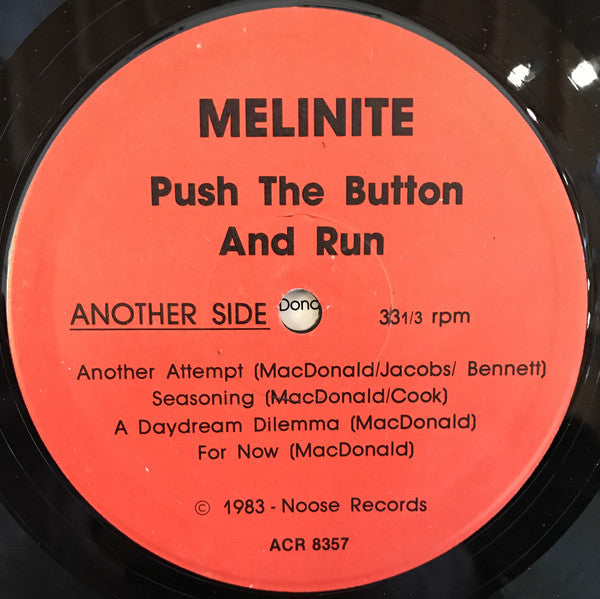 MELINITE
Push The Button
And Run
ANOTHER SIDE
33 1/3 rpm
Another Attempt (MacDonald/Jacobs/ Bennett)
Seasoning (MacDonald/Cook)
A Daydream Dilemma (MacDonald)
For Now (MacDonald)
© 1983 - Noose Records
ACR 8357